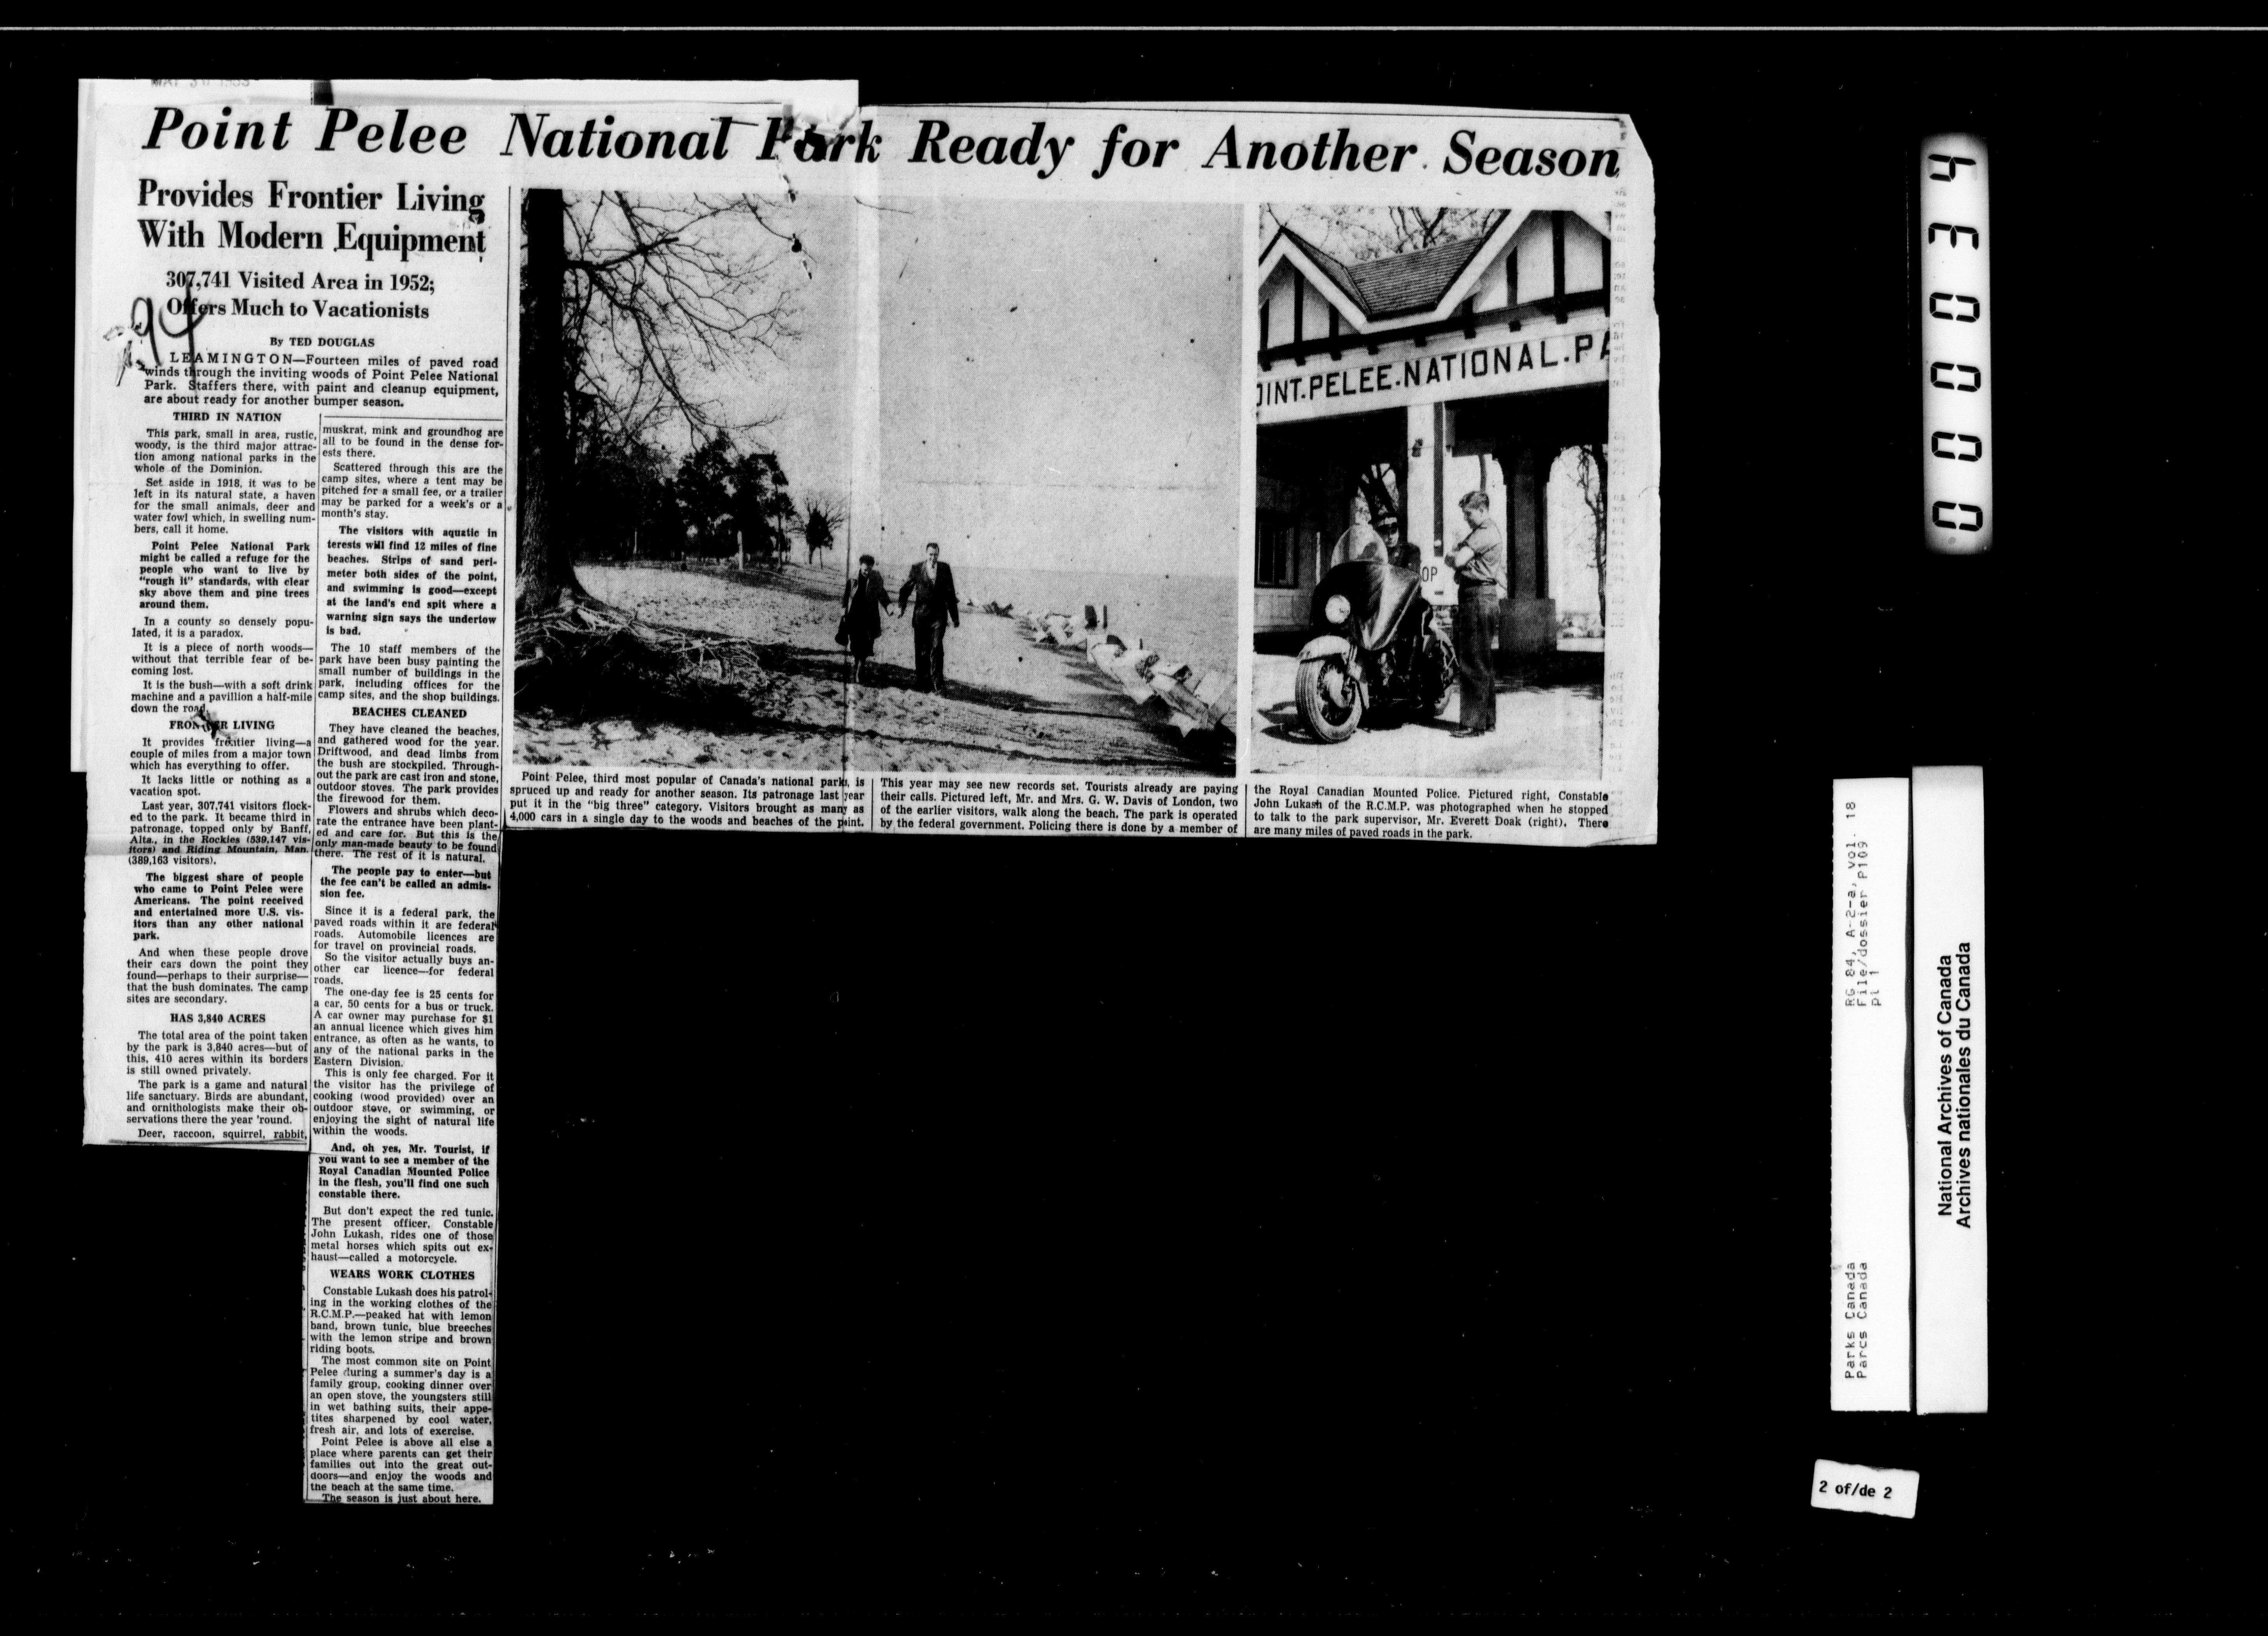 Point Pelee National Park Ready for Another Season
Provides Frontier Living
With Modern Equipment
307,741 Visited Area in 1952;
Offers Much to Vacationists
94
By TED DOUGLAS
LEAMINGTON—Fourteen miles of paved road
winds through the inviting woods of Point Pelee National
Park. Staffers there, with paint and cleanup equipment,
are about ready for another bumper season.
THIRD IN NATION
This park, small in area, rustic,
woody, is the third major attrac-
tion among national parks in the
whole of the Dominion.
Set aside in 1918, it was to be
left in its natural state, a haven
for the small animals, deer and
water fowl which, in swelling num-
bers, call it home.
Point Pelee National Park
might be called a refuge for the
people who want to live by
"rough it" standards, with clear
sky above them and pine trees
around them.
In a county so densely popu-
lated, it is a paradox.
It is a piece of north woods—
without that terrible fear of be-
coming lost.
It is the bush—with a soft drink
machine and a pavillion a half-mile
down the road.
FRONTIER LIVING
It provides frontier living—a
couple of miles from a major town
which has everything to offer.
It lacks little or nothing as a
vacation spot.
Last year, 307,741 visitors flock-
ed to the park. It became third in
patronage, topped only by Banff,
Alta., in the Rockies (539,147 vis-
itors) and Riding Mountain, Man.
(389,163 visitors).
The biggest share of people
who came to Point Pelee were
Americans. The point received
and entertained more U.S. vis-
itors than any other national
park.
And when these people drove
their cars down the point they
found—perhaps to their surprise—
that the bush dominates. The camp
sites are secondary.
HAS 3,840 ACRES
The total area of the point taken
by the park is 3,840 acres—but of
this, 410 acres within its borders
is still owned privately.
The park is a game and natural
life sanctuary. Birds are abundant,
and ornithologists make their ob-
servations there the year 'round.
Deer, raccoon, squirrel, rabbit,
muskrat, mink and groundhog are
all to be found in the dense for-
ests there.
Scattered through this are the
camp sites, where a tent may be
pitched for a small fee, or a trailer
may be parked for a week's or a
month's stay.
The visitors with aquatic in
terests will find 12 miles of fine
beaches. Strips of sand peri-
meter both sides of the point,
and swimming is good—except
at the land's end spit where a
warning sign says the undertow
is bad.
The 10 staff members of the
park have been busy painting the
small number of buildings in the
park, including offices for the
camp sites, and the shop buildings.
BEACHES CLEANED
They have cleaned the beaches,
and gathered wood for the year.
Driftwood, and dead limbs from
the bush are stockpiled. Through-
out the park are cast iron and stone,
outdoor stoves. The park provides
the firewood for them.
Flowers and shrubs which deco-
rate the entrance have been plant-
ed and care for. But this is the
only man-made beauty to be found
there. The rest of it is natural.
The people pay to enter—but
the fee can't be called an admis-
sion fee.
Since it is a federal park, the
paved roads within it are federal
roads. Automobile licences are
for travel on provincial roads.
So the visitor actually buys an-
other car licence—for federal
roads.
The one-day fee is 25 cents for
a car, 50 cents for a bus or truck.
A car owner may purchase for $1
an annual licence which gives him
entrance, as often as he wants, to
any of the national parks in the
Eastern Division.
This is only fee charged. For it
the visitor has the privilege of
cooking (wood provided) over an
outdoor stove, or swimming, or
enjoying the sight of natural life
within the woods.
And, oh yes, Mr. Tourist, if
you want to see a member of the
Royal Canadian Mounted Police
in the flesh, you'll find one such
constable there.
But don't expect the red tunic.
The present officer, Constable
John Lukash, rides one of those
metal horses which spits out ex-
haust—called a motorcycle.
WEARS WORK CLOTHES
Constable Lukash does his patrol-
ing in the working clothes of the
R.C.M.P.—peaked hat with lemon
band, brown tunic, blue breeches
with the lemon stripe and brown
riding boots.
The most common site on Point
Pelee during a summer's day is a
family group, cooking dinner over
an open stove, the youngsters still
in wet bathing suits, their appe-
tites sharpened by cool water,
fresh air, and lots of exercise.
Point Pelee is above all else a
place where parents can get their
families out into the great out-
doors—and enjoy the woods and
the beach at the same time.
The season is just about here.
OINT.PELEE.NATIONAL.PA
OP
Point Pelee, third most popular of Canada's national parks, is
spruced up and ready for another season. Its patronage last year
put it in the "big three" category. Visitors brought as many as
4,000 cars in a single day to the woods and beaches of the point.
This year may see new records set. Tourists already are paying
their calls. Pictured left, Mr. and Mrs. G. W. Davis of London, two
of the earlier visitors, walk along the beach. The park is operated
by the federal government. Policing there is done by a member of
the Royal Canadian Mounted Police. Pictured right, Constable
John Lukash of the R.C.M.P. was photographed when he stopped
to talk to the park supervisor, Mr. Everett Doak (right). There
are many miles of paved roads in the park.
000034
RG 84, A-2-a, vol. 18
File/dossier P109
pt 1
Parks Canada
Parcs Canada
National Archives of Canada
Archives nationales du Canada
2 of/de 2